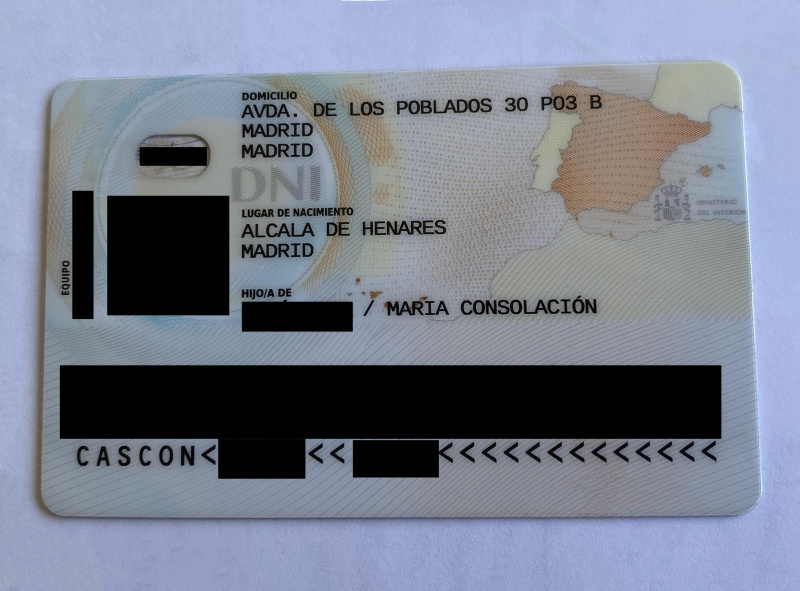 DOMICILIO
AVDA. DE LOS POBLADOS 30 P03 B
MADRID
MADRID
DNI
LUGAR DE NACIMIENTO
ALCALA DE HENARES
MADRID
MINISTERIO
DEL INTERIOR
EQUIPO
HIJO/A DE
/ MARIA CONSOLACIÓN
CASCON< << <<<<<<<<<<<<<